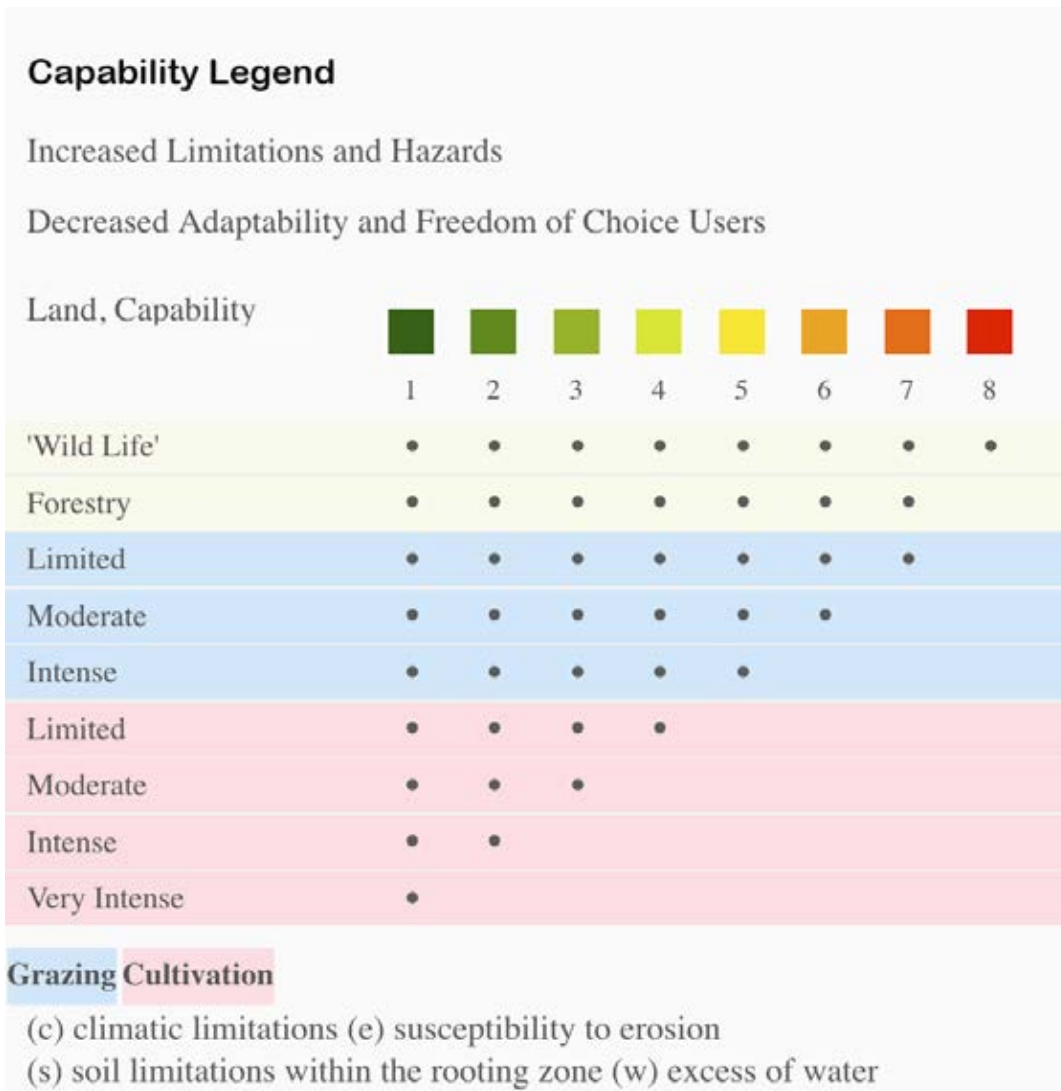 Capability Legend
Increased Limitations and Hazards
Decreased Adaptability and Freedom of Choice Users
Land, Capability
1 2 3 4 5 6 7 8
'Wild Life' • • • • • • • •
Forestry • • • • • • •
Limited • • • • • • •
Moderate • • • • • •
Intense • • • • •
Limited • • • •
Moderate • • •
Intense • •
Very Intense •
Grazing Cultivation
(c) climatic limitations (e) susceptibility to erosion
(s) soil limitations within the rooting zone (w) excess of water